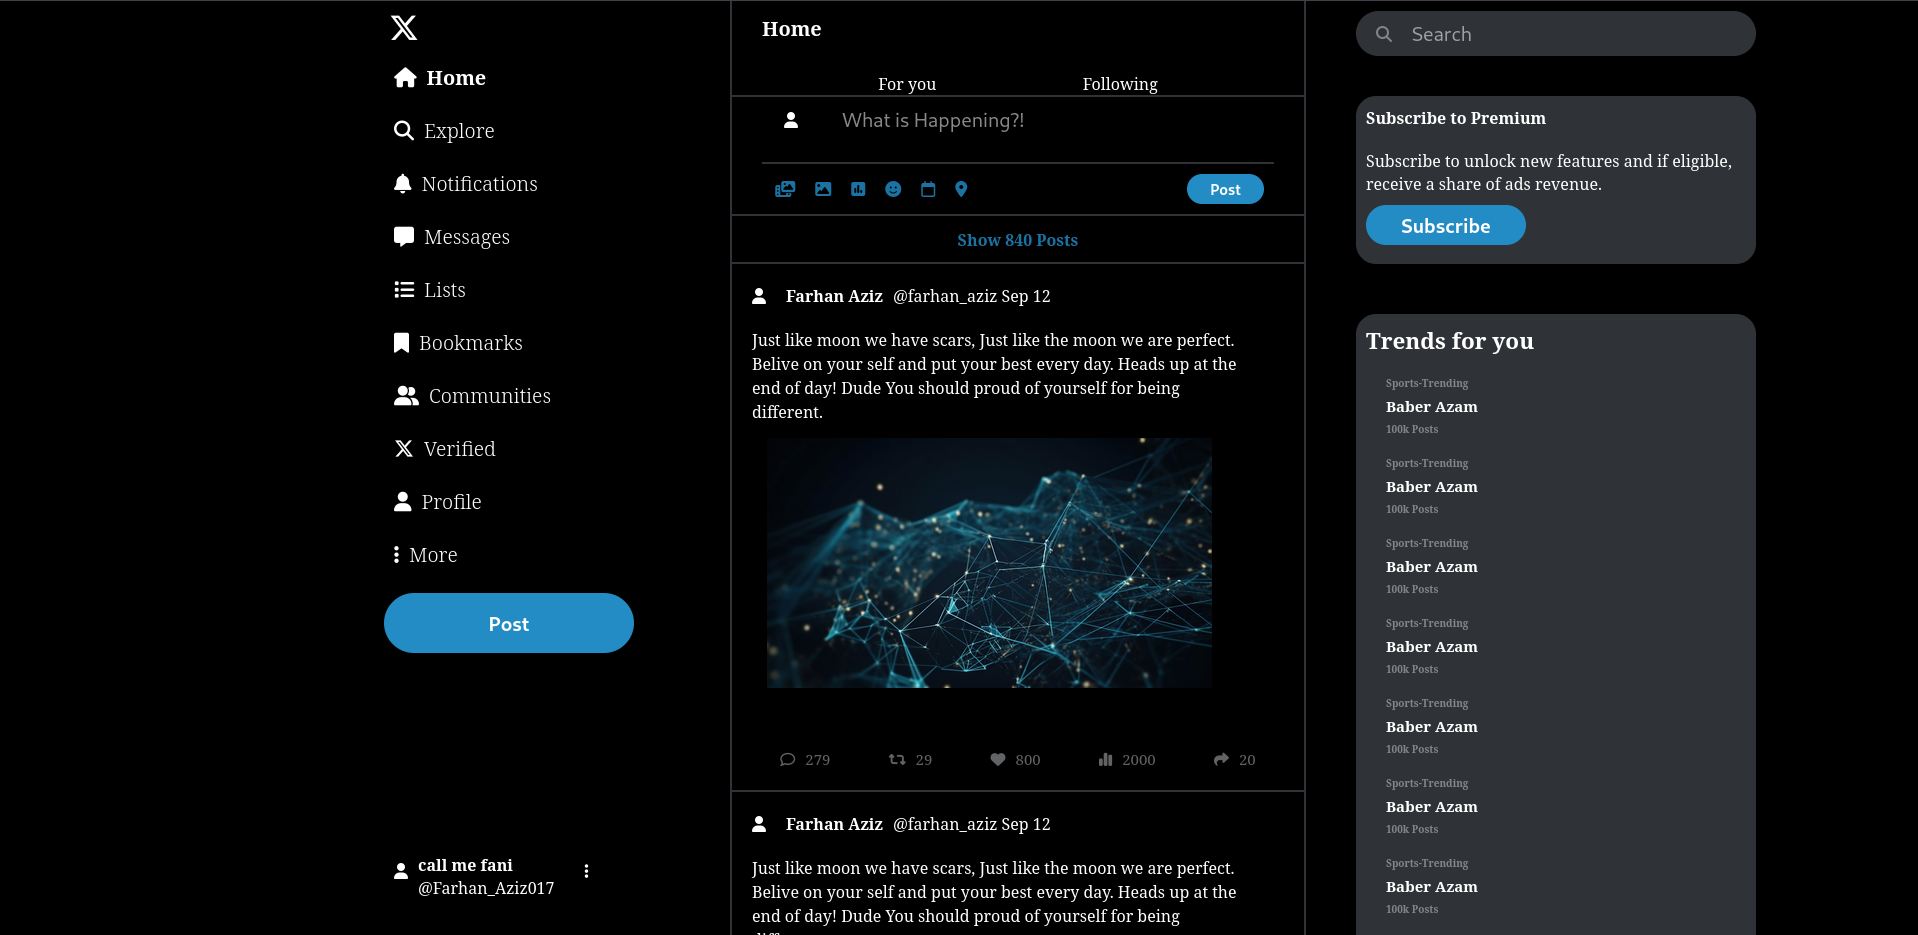 Home
Explore
Notifications
Messages
Lists
Bookmarks
Communities
Verified
Profile
More
Post
call me fani
@Farhan_Aziz017
Home
For you Following
What is Happening?!
Post
Show 840 Posts
Farhan Aziz @farhan_aziz Sep 12
Just like moon we have scars, Just like the moon we are perfect.
Belive on your self and put your best every day. Heads up at the
end of day! Dude You should proud of yourself for being
different.
279 29 800 2000 20
Farhan Aziz @farhan_aziz Sep 12
Just like moon we have scars, Just like the moon we are perfect.
Belive on your self and put your best every day. Heads up at the
end of day! Dude You should proud of yourself for being
Search
Subscribe to Premium
Subscribe to unlock new features and if eligible,
receive a share of ads revenue.
Subscribe
Trends for you
Sports-Trending
Baber Azam
100k Posts
Sports-Trending
Baber Azam
100k Posts
Sports-Trending
Baber Azam
100k Posts
Sports-Trending
Baber Azam
100k Posts
Sports-Trending
Baber Azam
100k Posts
Sports-Trending
Baber Azam
100k Posts
Sports-Trending
Baber Azam
100k Posts